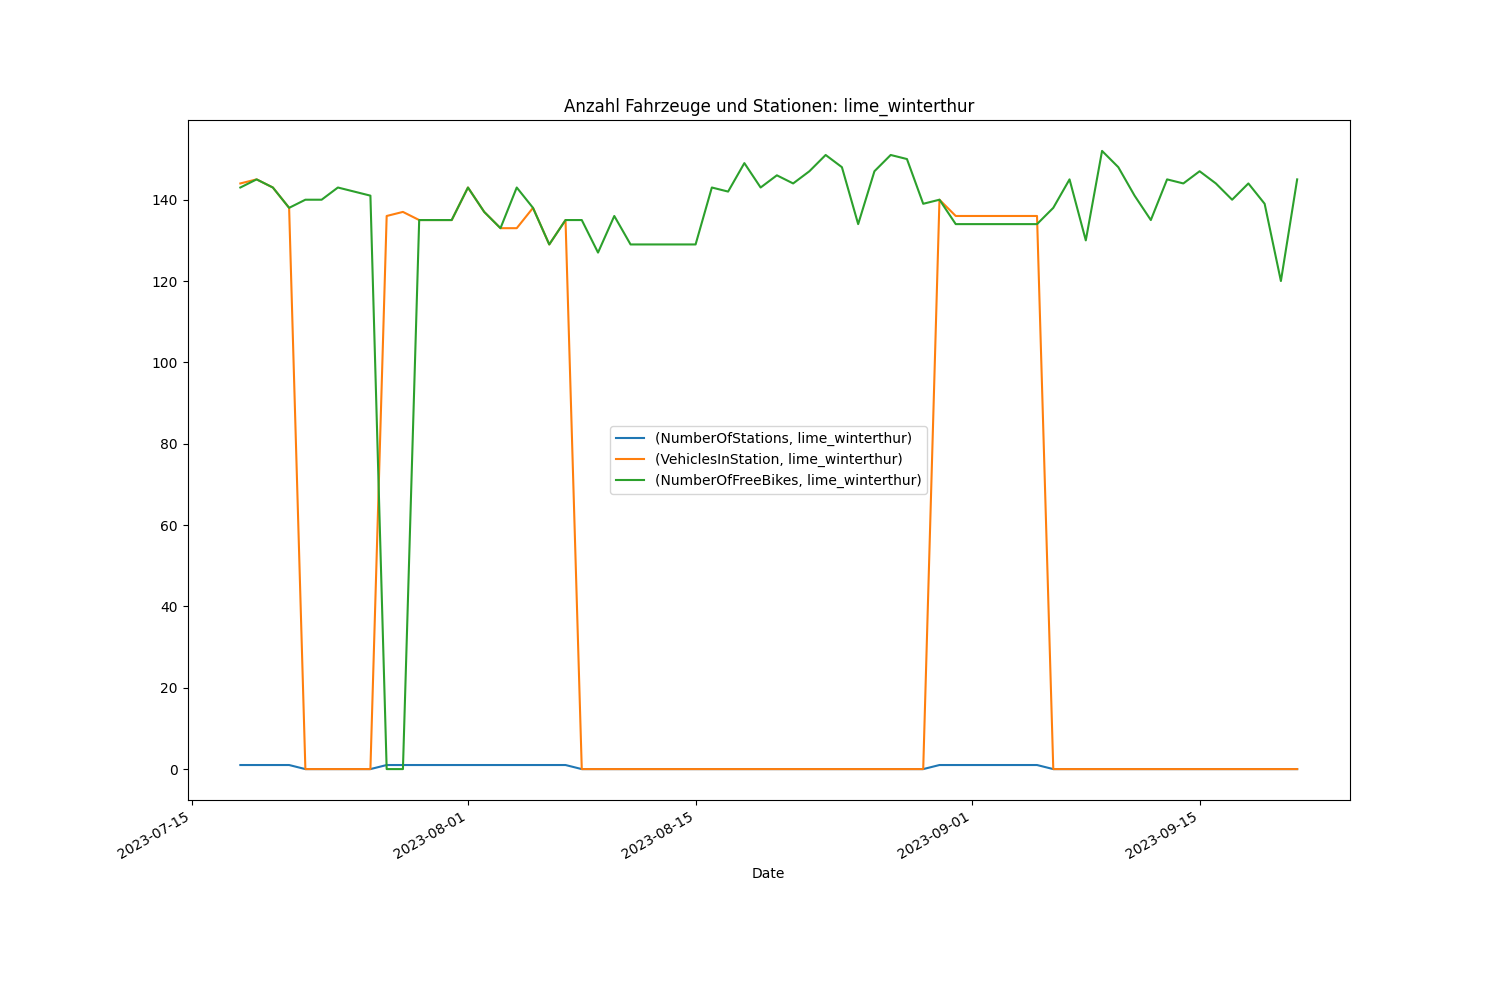 Anzahl Fahrzeuge und Stationen: lime_winterthur
140
120
100
80
60
40
20
0
(NumberOfStations, lime_winterthur)
(VehiclesInStation, lime_winterthur)
(NumberOfFreeBikes, lime_winterthur)
2023-07-15
2023-08-01
2023-08-15
2023-09-01
2023-09-15
Date